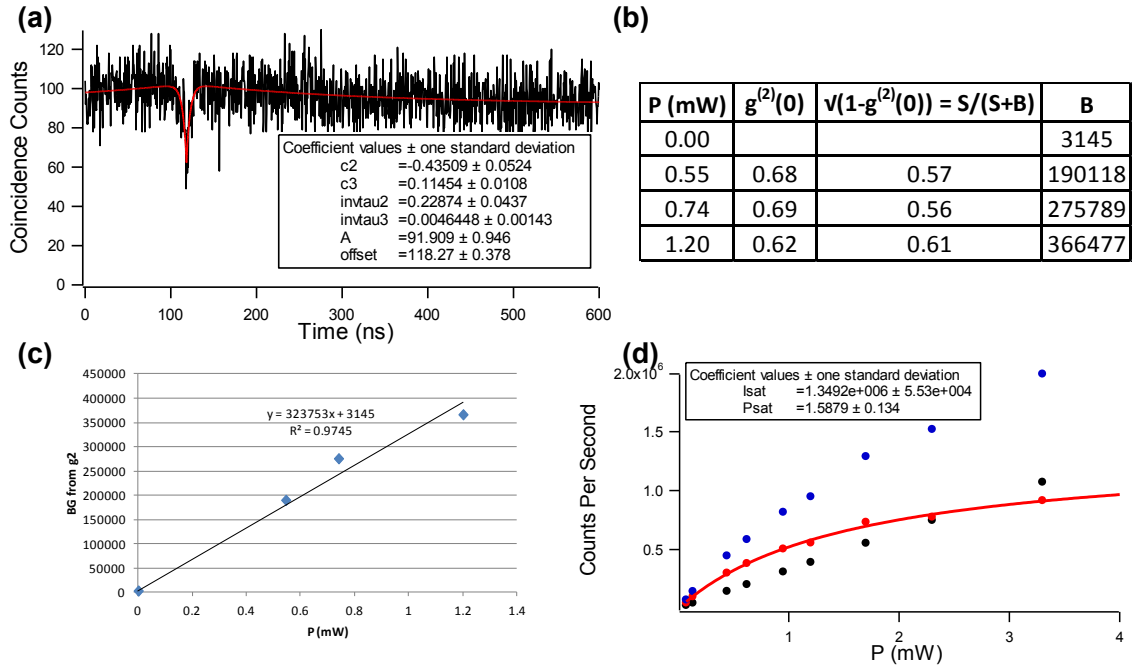 (a)
120
100
80
60
40
20
0
Coincidence Counts
Coefficient values ± one standard deviation
c2 =-0.43509 ± 0.0524
c3 =0.11454 ± 0.0108
invtau2 =0.22874 ± 0.0437
invtau3 =0.0046448 ± 0.00143
A =91.909 ± 0.946
offset =118.27 ± 0.378
0 100 200 300 400 500 600
Time (ns)
(b)
P (mW) g(2)(0) √(1-g(2)(0)) = S/(S+B) B
0.00 3145
0.55 0.68 0.57 190118
0.74 0.69 0.56 275789
1.20 0.62 0.61 366477
(c)
450000
400000
350000
300000
250000
200000
150000
100000
50000
0
BG from g2
y = 323753x + 3145
R² = 0.9745
0 0.2 0.4 0.6 0.8 1 1.2 1.4
P (mW)
(d)
2.0x10⁶
1.5
1.0
0.5
Counts Per Second
Coefficient values ± one standard deviation
Isat =1.3492e+006 ± 5.53e+004
Psat =1.5879 ± 0.134
1 2 3 4
P (mW)